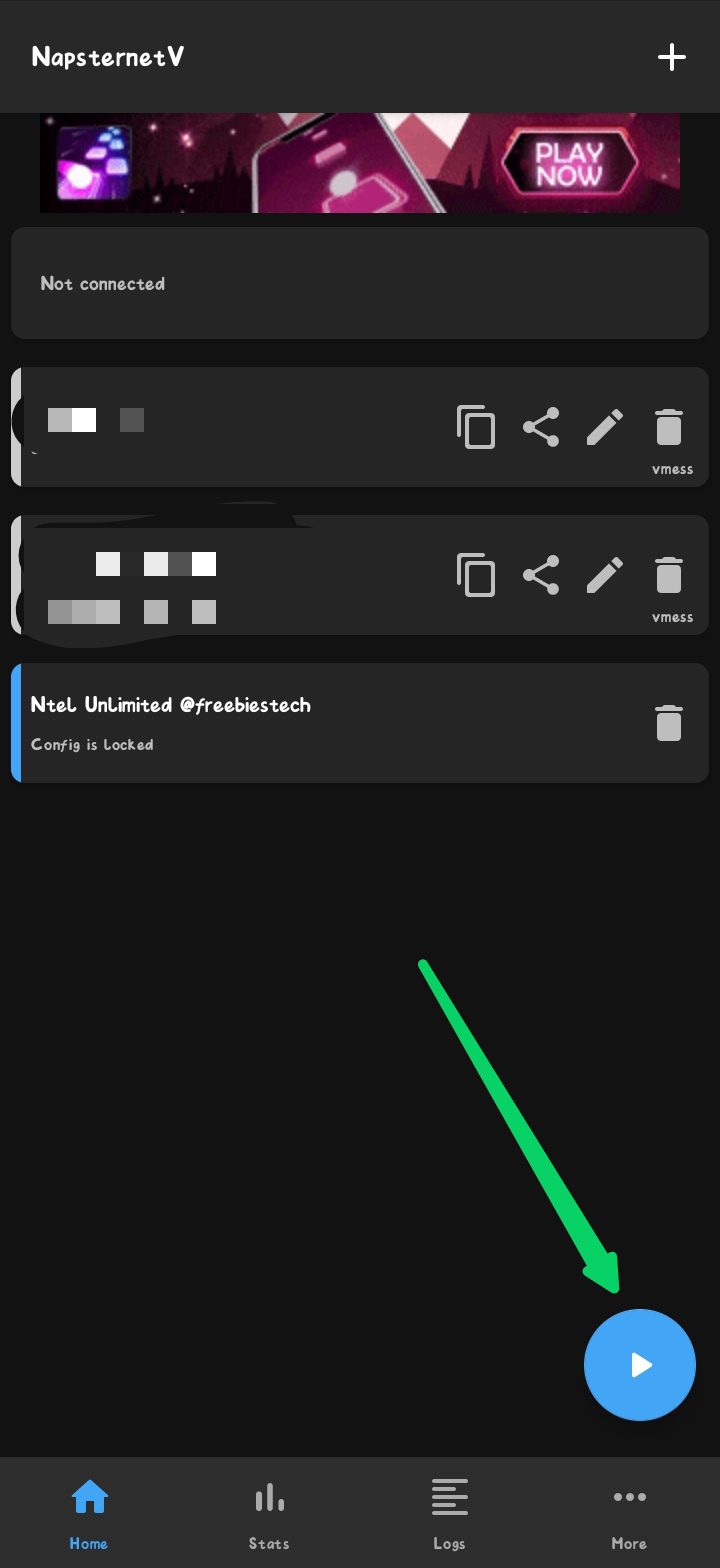 NapsternetV
PLAY
NOW
Not connected
vmess
vmess
Ntel Unlimited @freebiestech
Config is Locked
Home
Stats
Logs
More